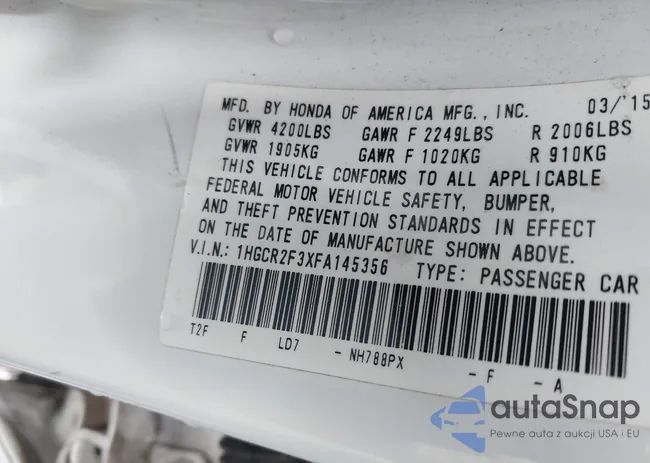 MFD. BY HONDA OF AMERICA MFG., INC. 03/'15
GVWR 4200LBS GAWR F 2249LBS R 2006LBS
GVWR 1905KG GAWR F 1020KG R 910KG
THIS VEHICLE CONFORMS TO ALL APPLICABLE
FEDERAL MOTOR VEHICLE SAFETY, BUMPER,
AND THEFT PREVENTION STANDARDS IN EFFECT
ON THE DATE OF MANUFACTURE SHOWN ABOVE.
V.I.N.: 1HGCR2F3XFA145356 TYPE: PASSENGER CAR
T2F F LD7 - NH788PX - F - A
autaSnap
Pewne auta z aukcji USA i EU